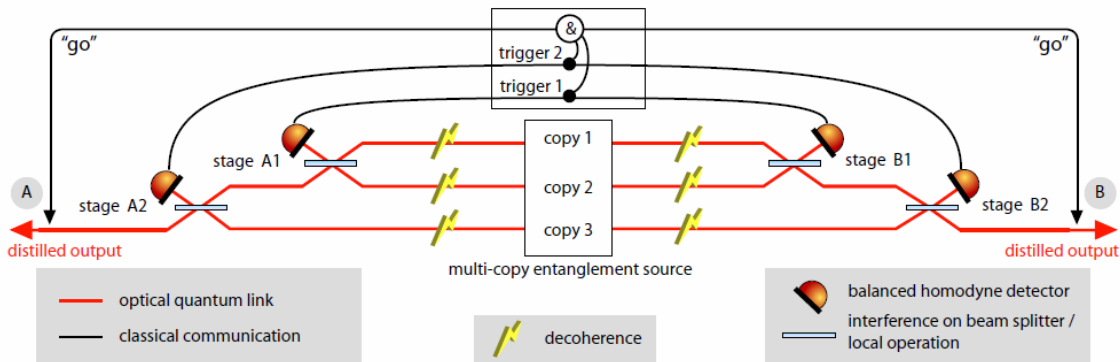 &
"go"
"go"
trigger 2
trigger 1
copy 1
stage A1
stage B1
A
copy 2
B
stage A2
stage B2
copy 3
distilled output
distilled output
multi-copy entanglement source
optical quantum link
balanced homodyne detector
classical communication
decoherence
interference on beam splitter /
local operation